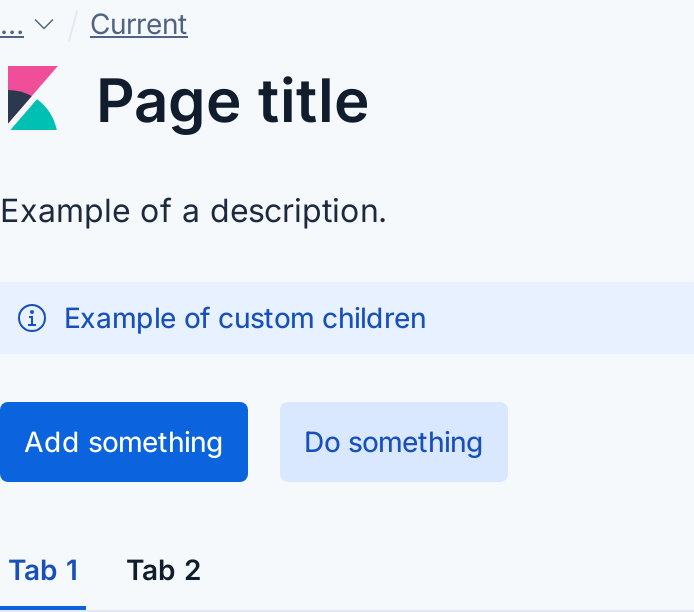 ... / Current
Page title
Example of a description.
Example of custom children
Add something Do something
Tab 1 Tab 2